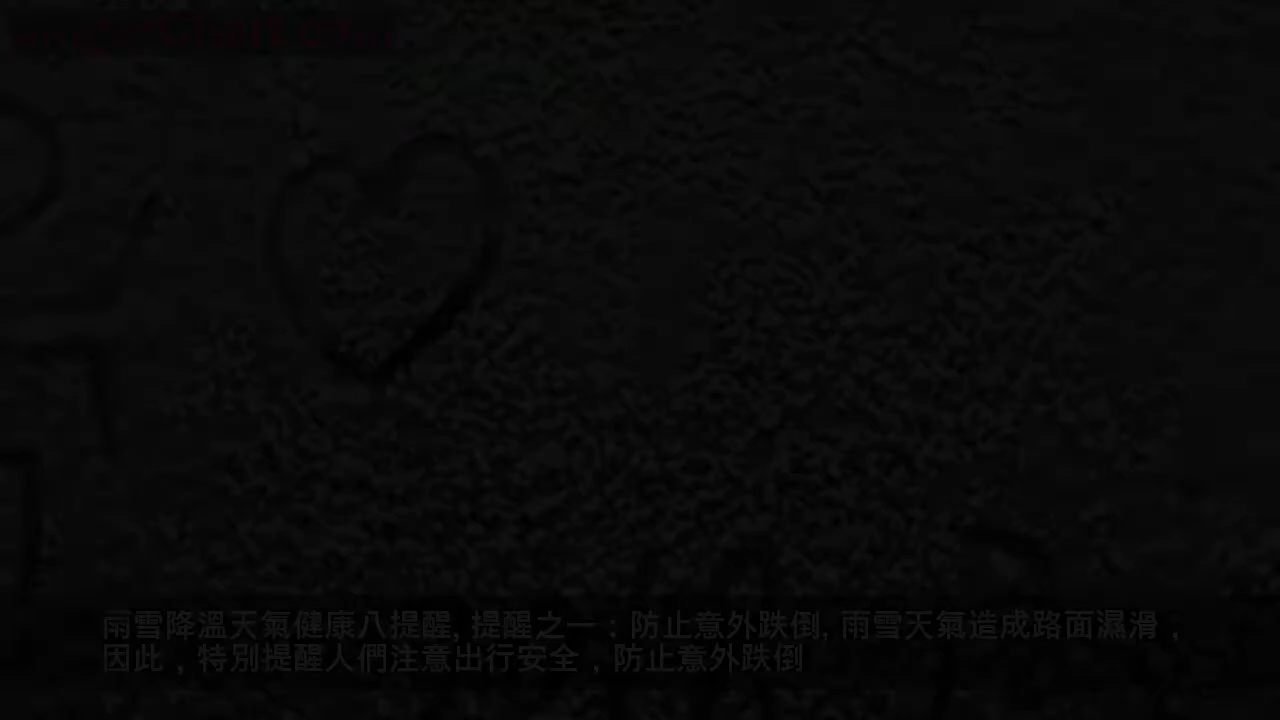 雨雪降溫天氣健康八提醒, 提醒之一：防止意外跌倒, 雨雪天氣造成路面濕滑，
因此，特別提醒人們注意出行安全，防止意外跌倒